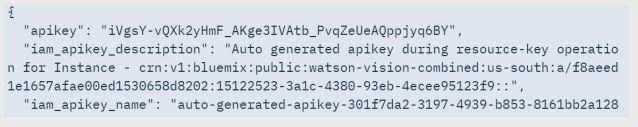 {
"apikey": "iVgsY-vQXk2yHmF_AKge3IVAtb_PvqZeUeAQppjyq6BY",
"iam_apikey_description": "Auto generated apikey during resource-key operatio
n for Instance - crn:v1:bluemix:public:watson-vision-combined:us-south:a/f8aeed
1e1657afae00ed1530658d8202:15122523-3a1c-4380-93eb-4ecee95123f9::",
"iam_apikey_name": "auto-generated-apikey-301f7da2-3197-4939-b853-8161bb2a128